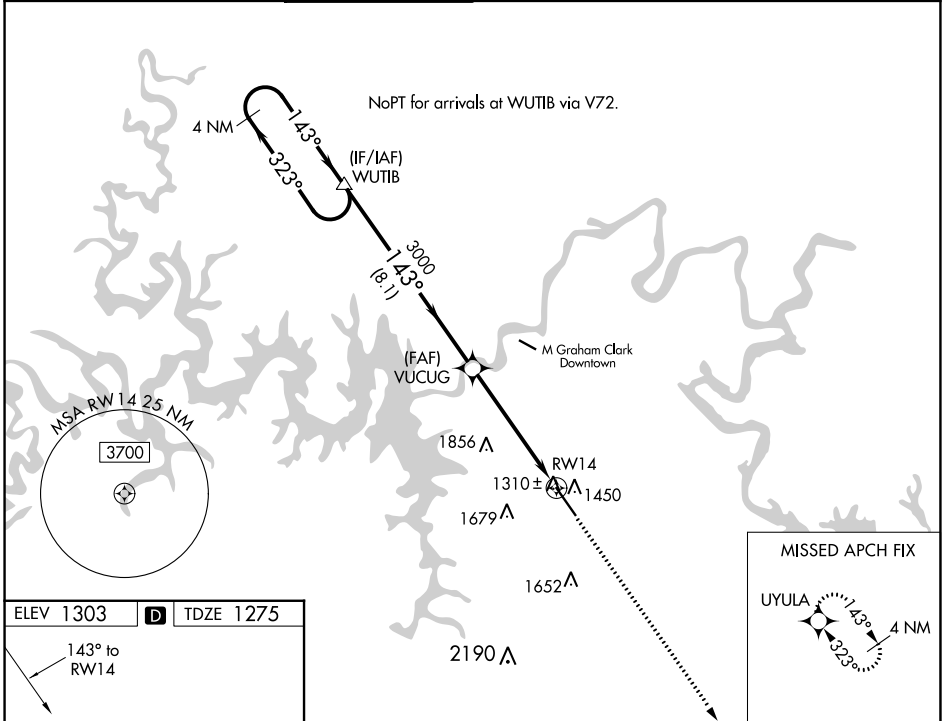 NoPT for arrivals at WUTIB via V72.
4 NM
143°
323°
(IF/IAF)
WUTIB
3000
143°
(8.1)
(FAF)
VUCUG
M Graham Clark
Downtown
MSA RW14 25 NM
3700
1856
RW14
1310±
1450
1679
1652
2190
MISSED APCH FIX
UYULA
143°
4 NM
323°
ELEV 1303 D TDZE 1275
143° to
RW14